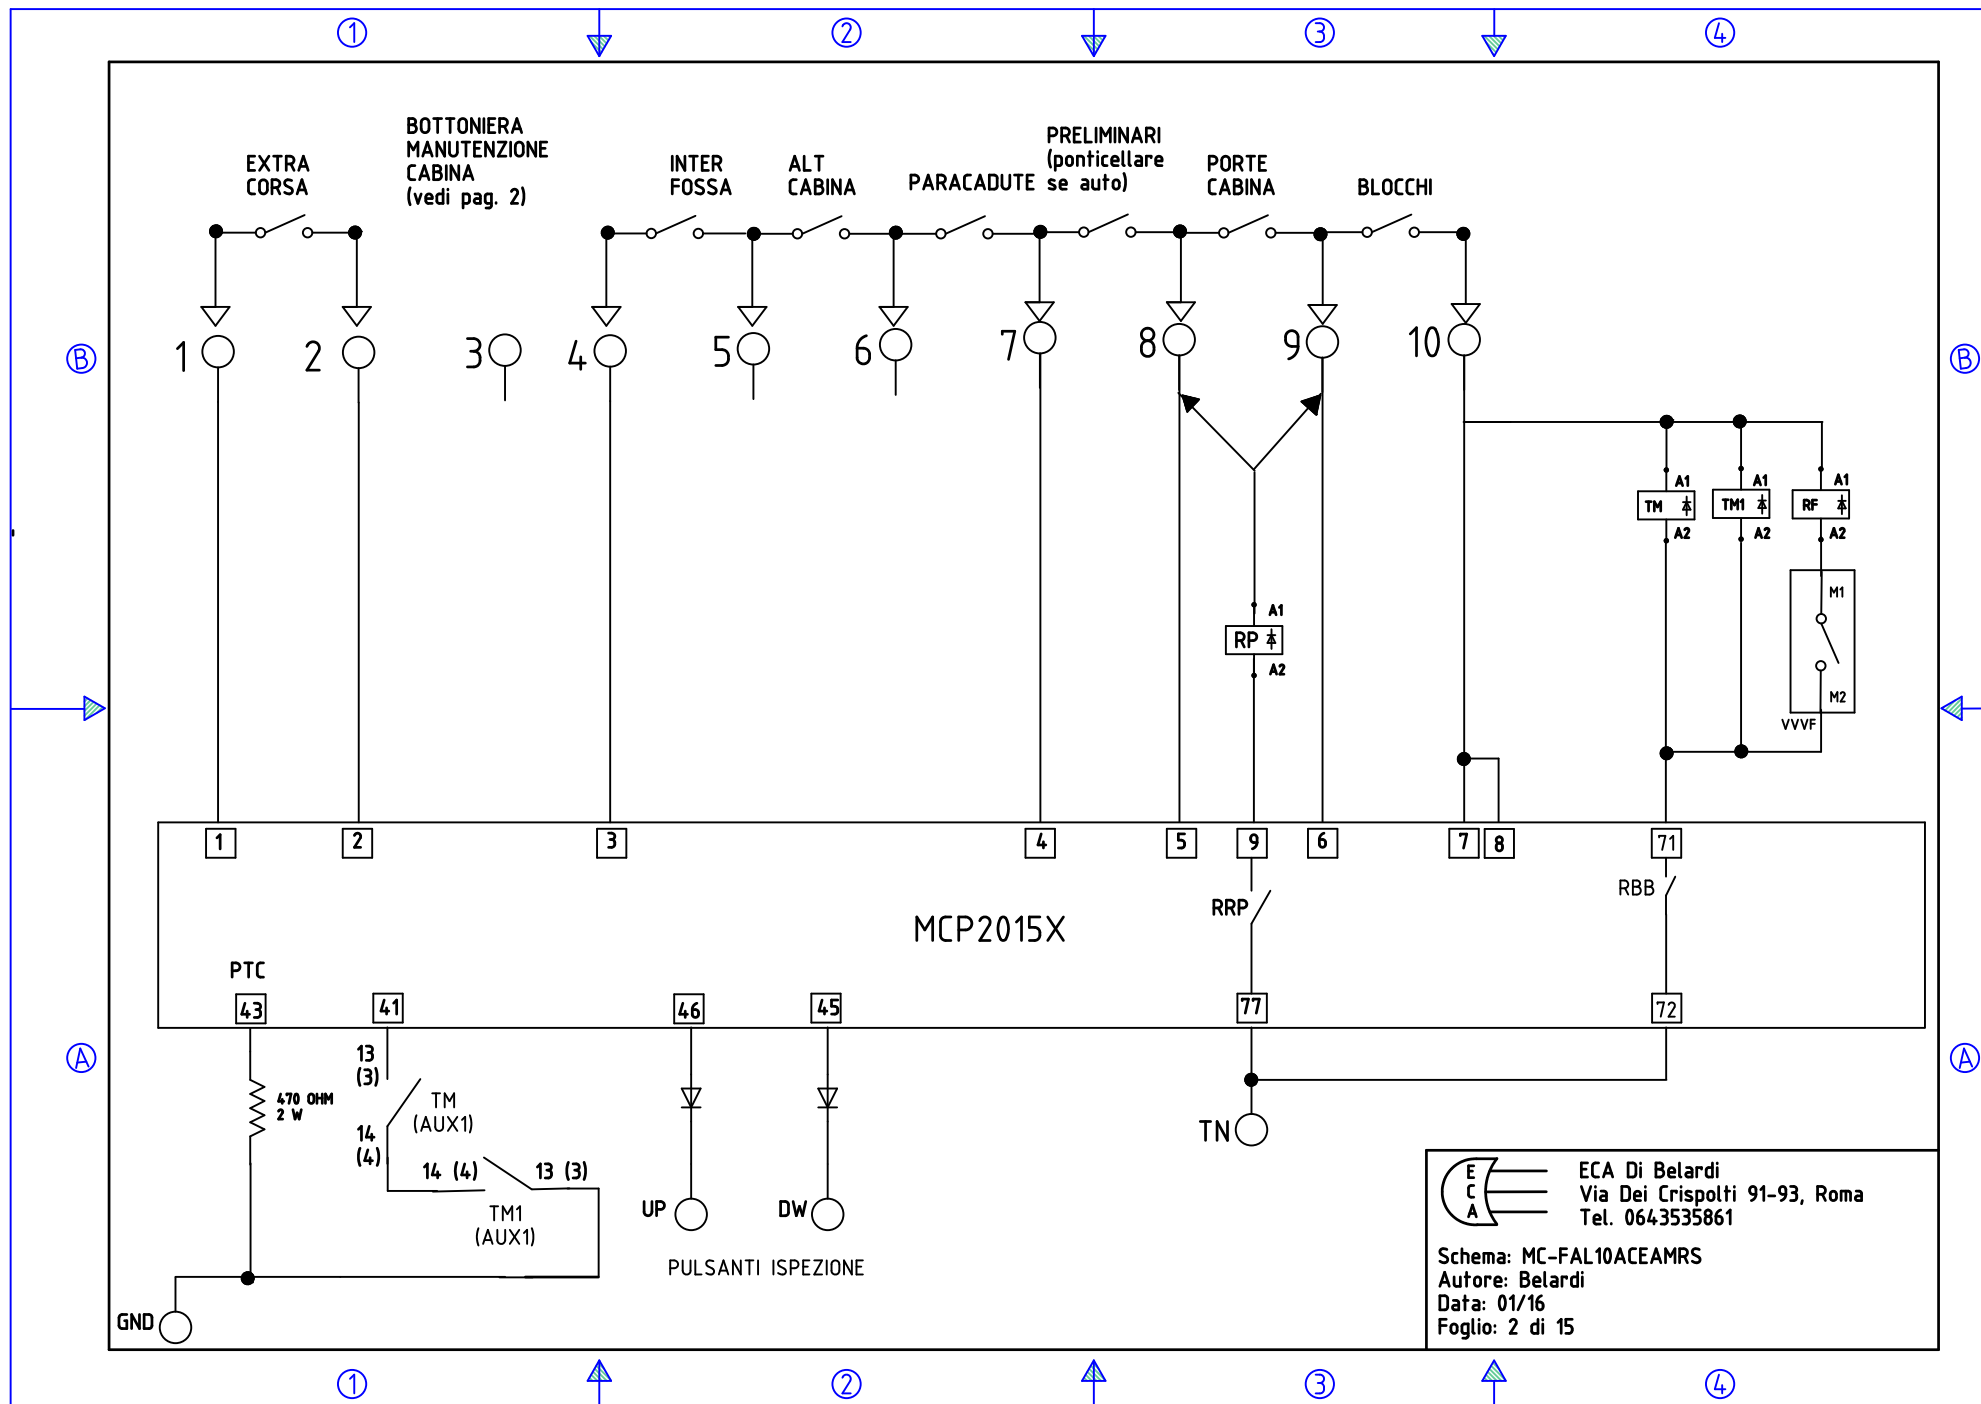 1
2
3
4
EXTRA
CORSA
BOTTONIERA
MANUTENZIONE
CABINA
(vedi pag. 2)
INTER
FOSSA
ALT
CABINA
PARACADUTE
PRELIMINARI
(ponticellare
se auto)
PORTE
CABINA
BLOCCHI
B
B
1
2
3
4
5
6
7
8
9
10
A1
TM
A2
A1
TM1
A2
A1
RF
A2
M1
M2
VVVF
A1
RP
A2
1
2
3
4
5
9
6
7
8
71
RRP
RBB
MCP2015X
PTC
43
41
46
45
77
72
A
A
470 OHM
2 W
13
(3)
TM
(AUX1)
14
(4)
14 (4)
13 (3)
TM1
(AUX1)
UP
DW
PULSANTI ISPEZIONE
TN
GND
E
C
A
ECA Di Belardi
Via Dei Crispolti 91-93, Roma
Tel. 0643535861
Schema: MC-FAL10ACEAMRS
Autore: Belardi
Data: 01/16
Foglio: 2 di 15
1
2
3
4